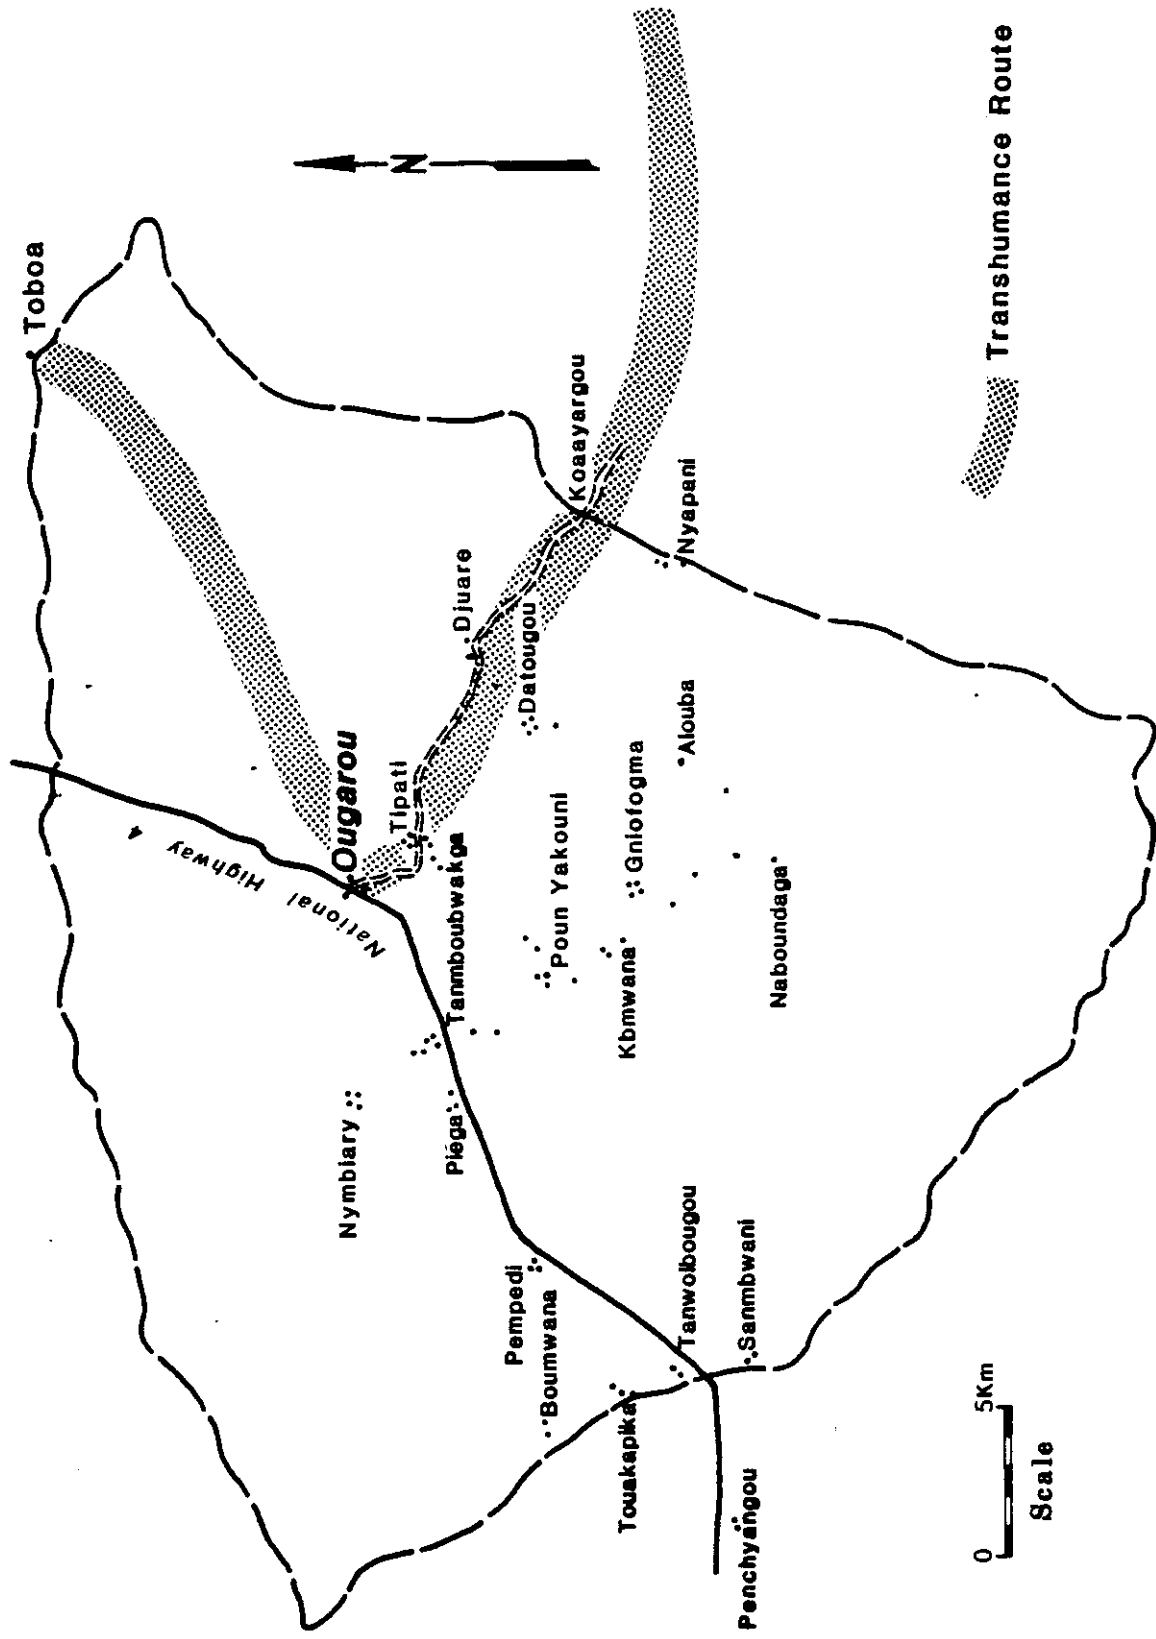 Toboa
N
National Highway 4
Ougarou
Tipati
Djuare
Koaayargou
Tanmboubwakga
Datougou
Nyapani
Nymbiary
Piéga
Poun Yakouni
Gniofogma
Alouba
Kbmwana
Naboundaga
Pempedi
Boumwana
Touakapika
Tanwolbougou
Sanmbwani
Penchyangou
Transhumance Route
0 5Km
Scale